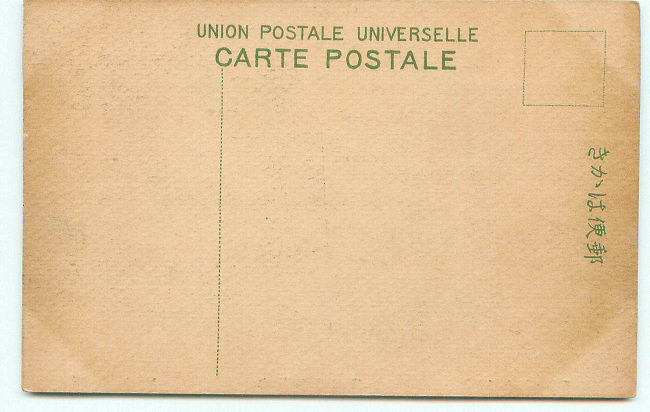 UNION POSTALE UNIVERSELLE
CARTE POSTALE
郵便はかき